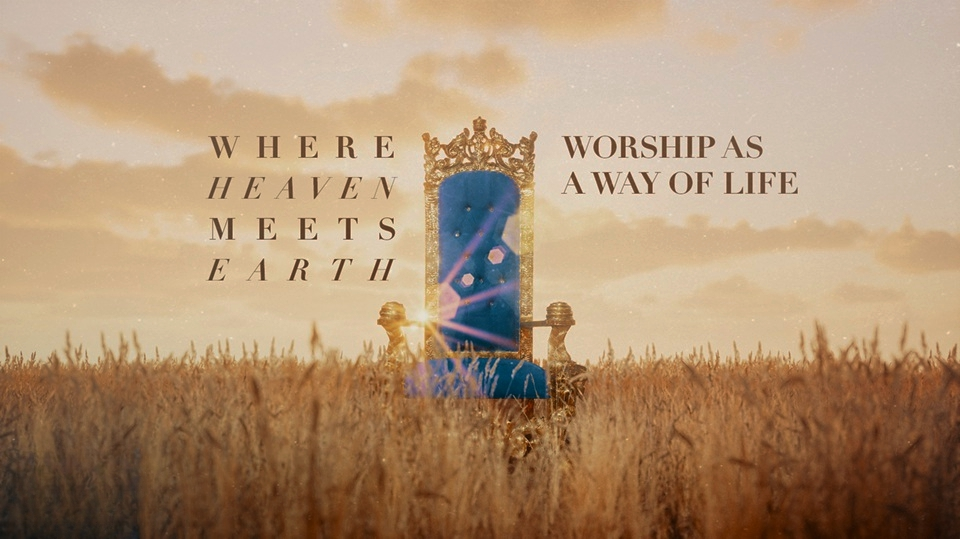 WHERE
HEAVEN
MEETS
EARTH
WORSHIP AS
A WAY OF LIFE